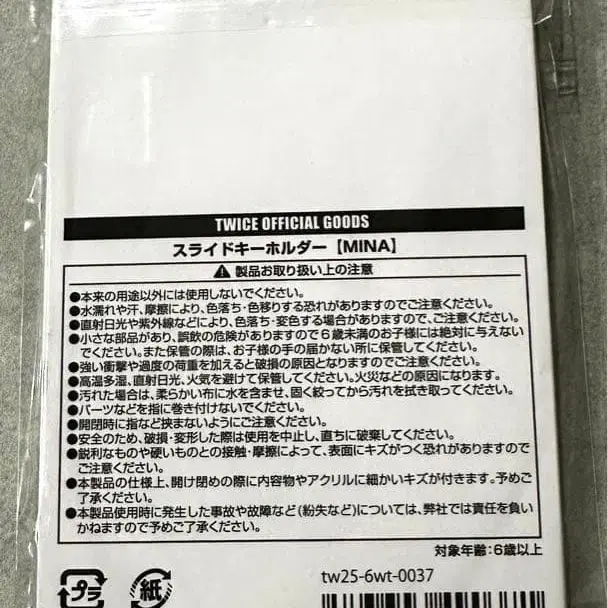 TWICE OFFICIAL GOODS
スライドキーホルダー【MINA】
⚠製品お取り扱い上の注意
●本来の用途以外には使用しないでください。
●水濡れや汗、摩擦により、色落ち・色移りする恐れがありますのでご注意ください。
●直射日光や紫外線などにより、色落ち・変色する場合がありますので、ご注意ください。
●小さな部品があり、誤飲の危険がありますので6歳未満のお子様には絶対に与えない
でください。また保管の際は、お子様の手の届かない所に保管してください。
●強い衝撃や過度の荷重を加えると破損の原因となりますのでご注意ください。
●高温多湿、直射日光、火気を避けて保管してください。火災などの原因になります。
●汚れた場合は、柔らかい布に水を含ませ、固く絞ってから汚れを拭き取ってください。
●パーツなどを指に巻き付けないでください。
●開閉時に指など挟まないようにご注意ください。
●安全のため、破損・変形した際は使用を中止し、直ちに破棄してください。
●鋭利なものや硬いものとの接触・摩擦によって、表面にキズがつく恐れがありますので
ご注意ください。
●本製品の仕様上、開け閉めの際に内容物やアクリルに細かいキズが付きます。予めご
了承ください。
●本製品使用時に発生した事故や故障など(紛失など)については、弊社では責任を負い
かねますので予めご了承ください。
対象年齢:6歳以上
プラ
紙
tw25-6wt-0037